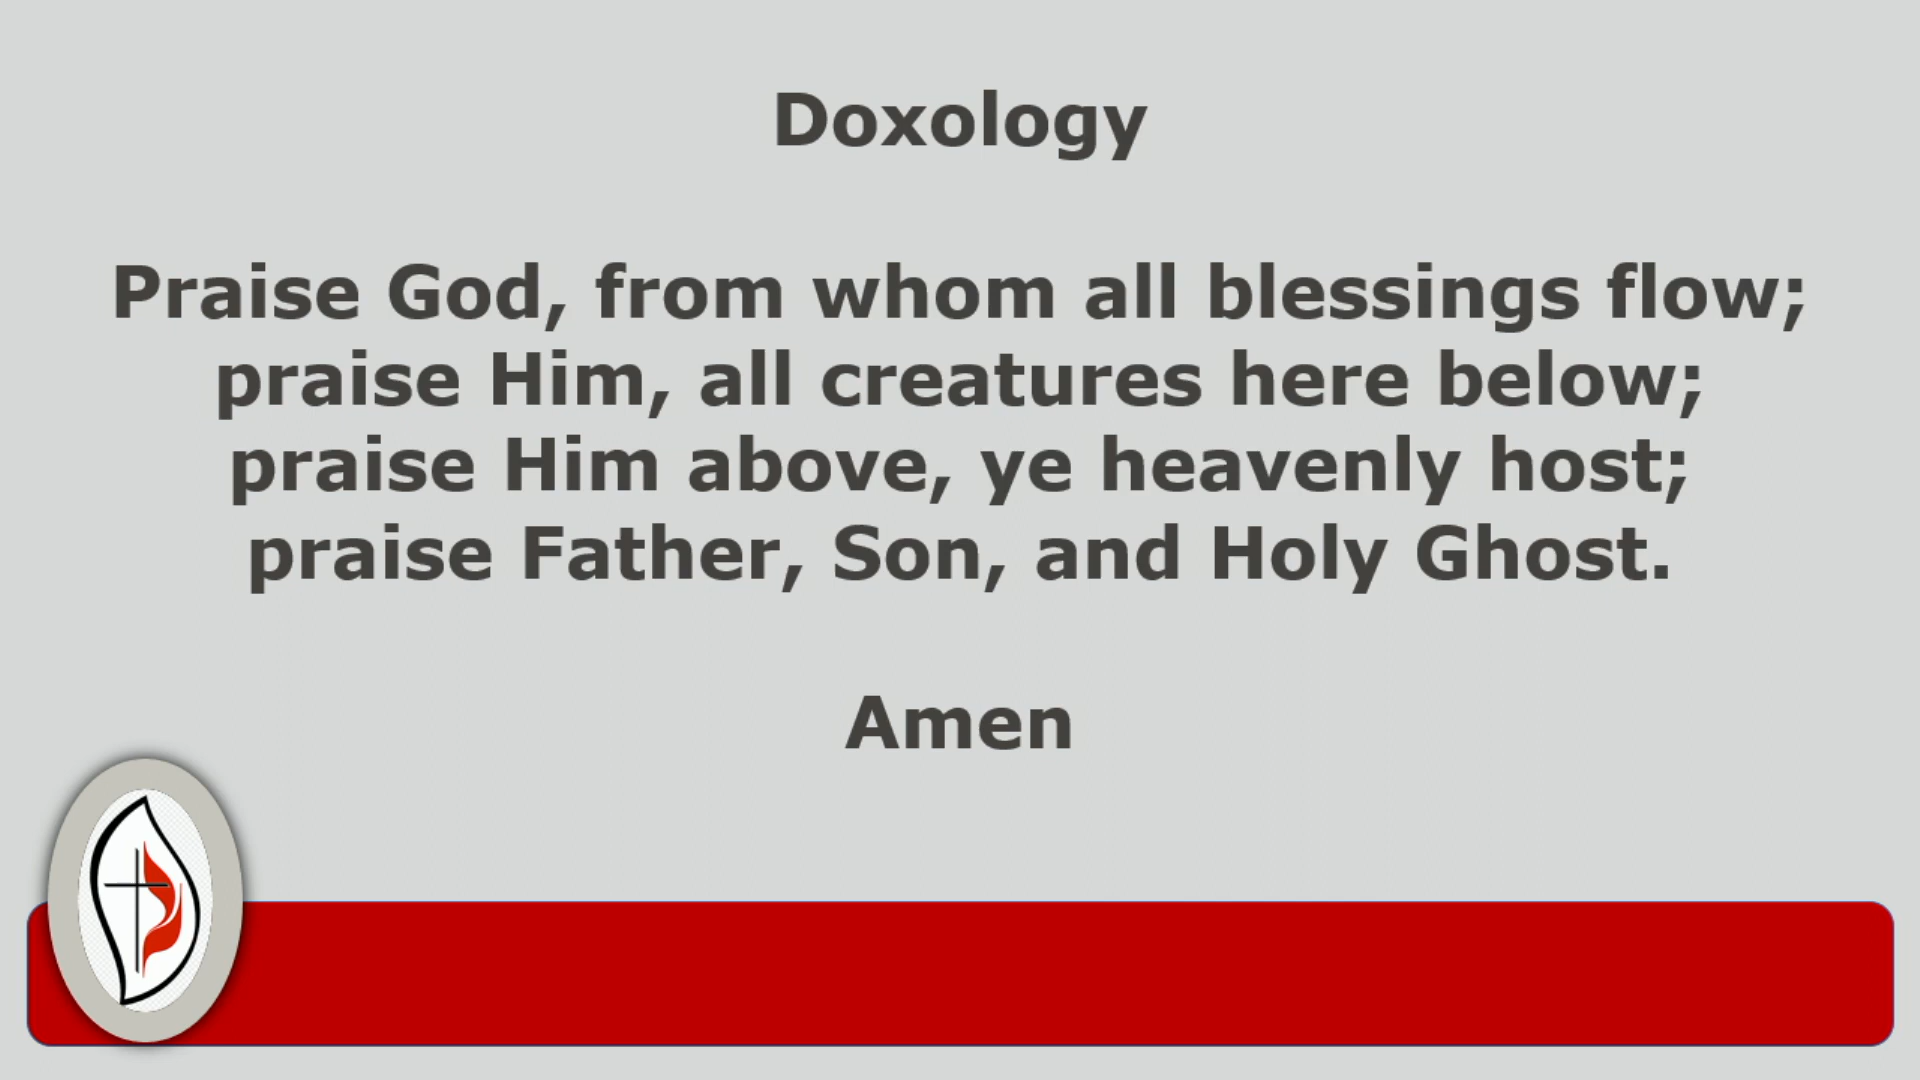 Doxology
Praise God, from whom all blessings flow;
praise Him, all creatures here below;
praise Him above, ye heavenly host;
praise Father, Son, and Holy Ghost.
Amen